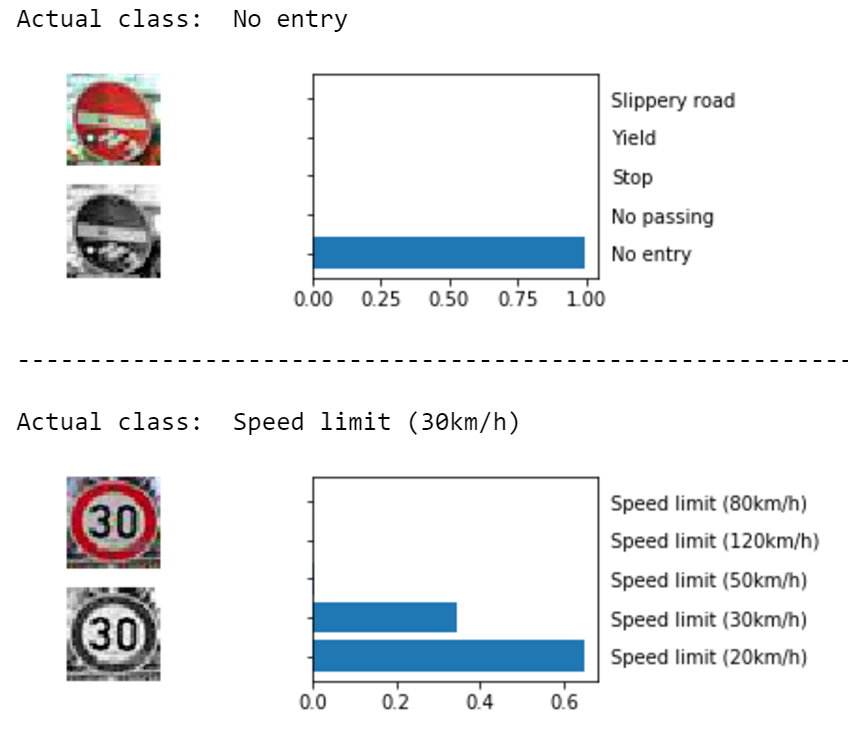 Actual class:  No entry
Slippery road
Yield
Stop
No passing
No entry
0.00 0.25 0.50 0.75 1.00
------------------------------------------------------------
Actual class:  Speed limit (30km/h)
30
30
Speed limit (80km/h)
Speed limit (120km/h)
Speed limit (50km/h)
Speed limit (30km/h)
Speed limit (20km/h)
0.0 0.2 0.4 0.6